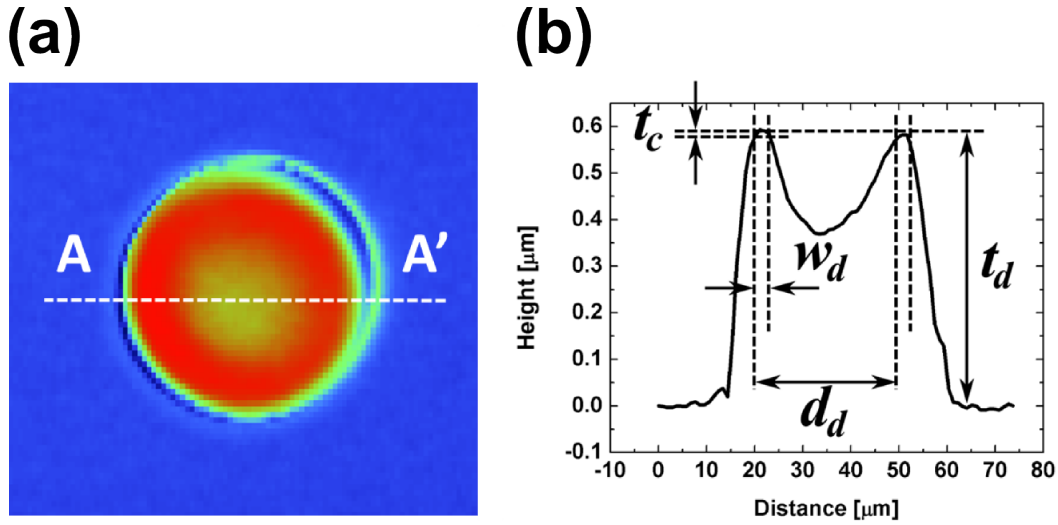 (a)
A A′
(b)
Height [μm]
0.6
0.5
0.4
0.3
0.2
0.1
0.0
-0.1
t_c
w_d
t_d
d_d
-10 0 10 20 30 40 50 60 70 80
Distance [μm]